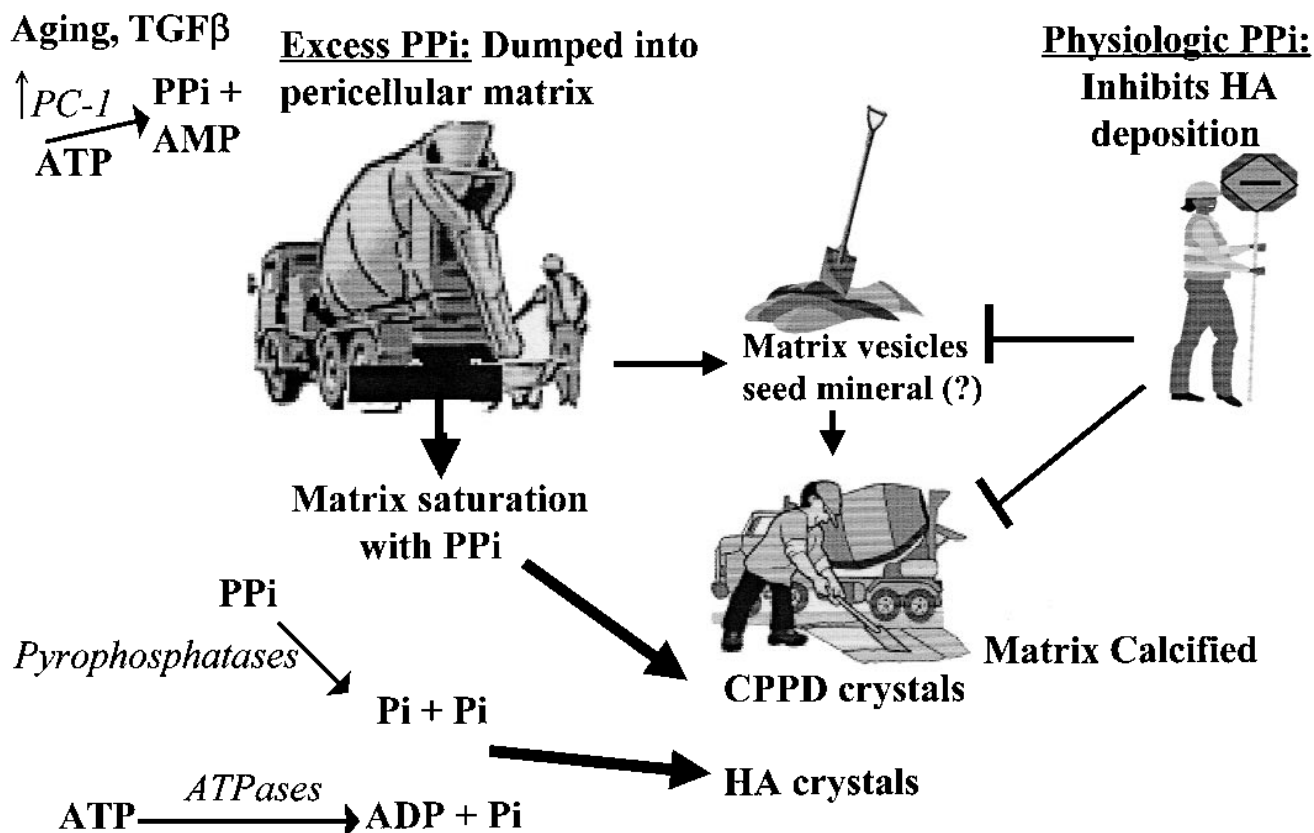 Aging, TGFβ
↑PC-1
ATP
PPi +
AMP
Excess PPi: Dumped into
pericellular matrix
Physiologic PPi:
Inhibits HA
deposition
Matrix vesicles
seed mineral (?)
Matrix saturation
with PPi
PPi
Pyrophosphatases
Pi + Pi
Matrix Calcified
CPPD crystals
HA crystals
ATPases
ATP
ADP + Pi